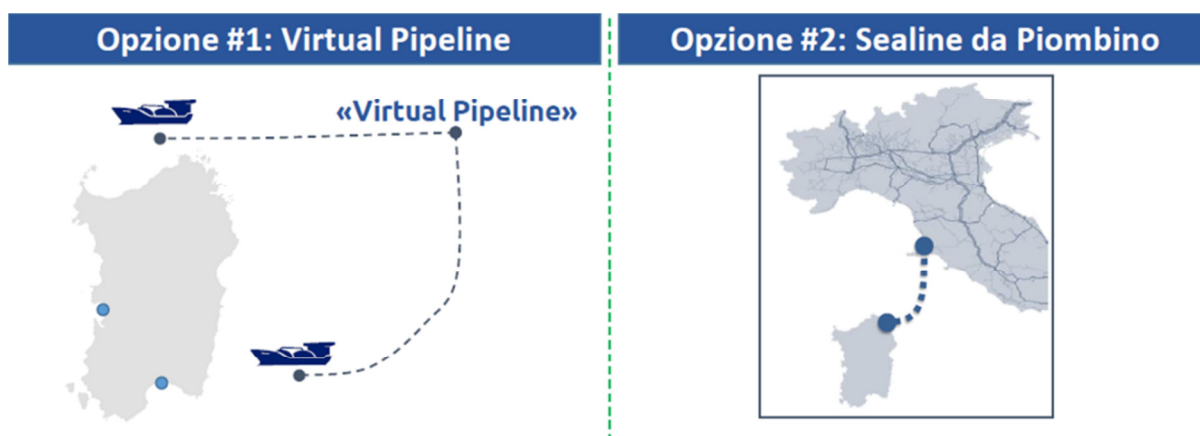 Opzione #1: Virtual Pipeline
Opzione #2: Sealine da Piombino
«Virtual Pipeline»